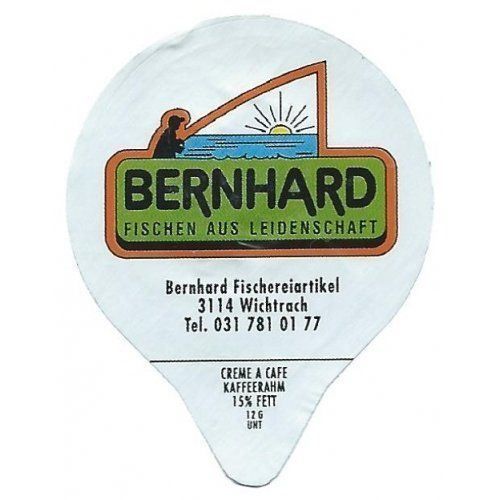 BERNHARD
FISCHEN AUS LEIDENSCHAFT
Bernhard Fischereiartikel
3114 Wichtrach
Tel. 031 781 01 77
CREME A CAFE
KAFFEERAHM
15% FETT
12 G
UHT